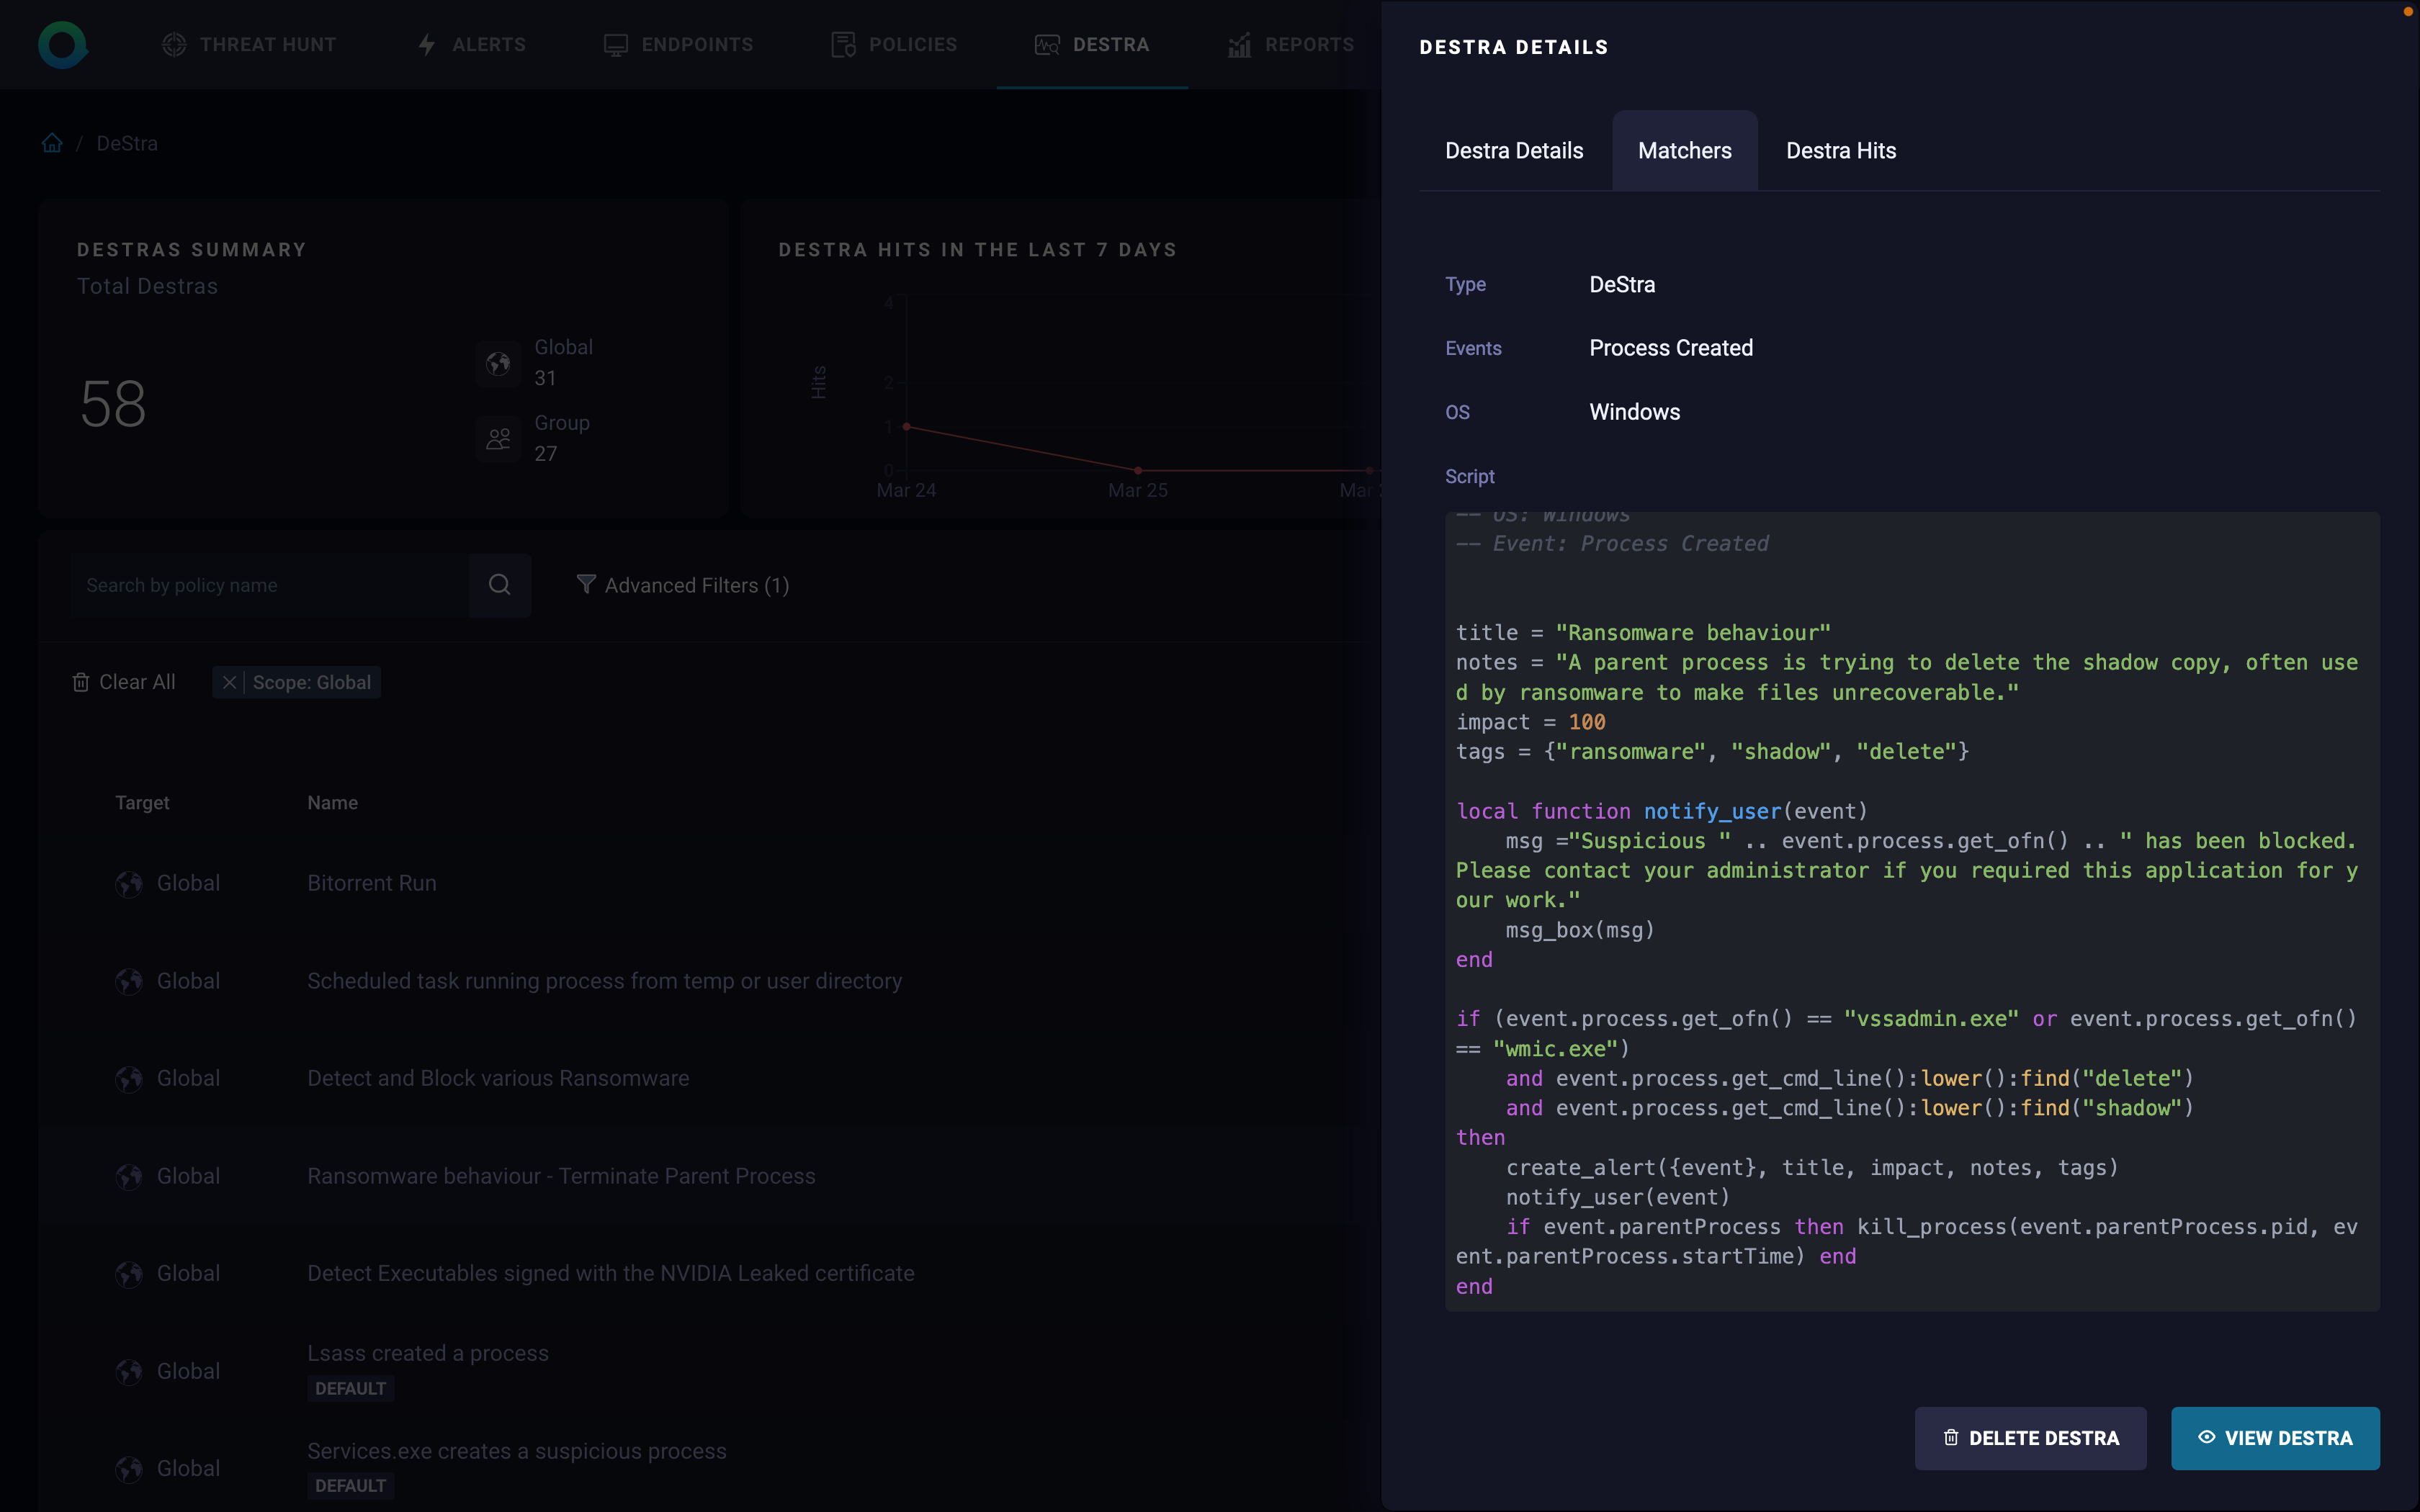 THREAT HUNT
ALERTS
ENDPOINTS
POLICIES
DESTRA
REPORTS
/ DeStra
DESTRAS SUMMARY
Total Destras
58
Global
31
Group
27
DESTRA HITS IN THE LAST 7 DAYS
Hits
4
2
1
0
Mar 24
Mar 25
Mar
Search by policy name
Advanced Filters (1)
Clear All
Scope: Global
Target Name
Global Bitorrent Run
Global Scheduled task running process from temp or user directory
Global Detect and Block various Ransomware
Global Ransomware behaviour - Terminate Parent Process
Global Detect Executables signed with the NVIDIA Leaked certificate
Global Lsass created a process
DEFAULT
Global Services.exe creates a suspicious process
DEFAULT
DESTRA DETAILS
Destra Details
Matchers
Destra Hits
Type DeStra
Events Process Created
OS Windows
Script
-- OS: Windows
-- Event: Process Created
title = "Ransomware behaviour"
notes = "A parent process is trying to delete the shadow copy, often use
d by ransomware to make files unrecoverable."
impact = 100
tags = {"ransomware", "shadow", "delete"}
local function notify_user(event)
msg ="Suspicious " .. event.process.get_ofn() .. " has been blocked.
Please contact your administrator if you required this application for y
our work."
msg_box(msg)
end
if (event.process.get_ofn() == "vssadmin.exe" or event.process.get_ofn()
== "wmic.exe")
and event.process.get_cmd_line():lower():find("delete")
and event.process.get_cmd_line():lower():find("shadow")
then
create_alert({event}, title, impact, notes, tags)
notify_user(event)
if event.parentProcess then kill_process(event.parentProcess.pid, ev
ent.parentProcess.startTime) end
end
DELETE DESTRA
VIEW DESTRA